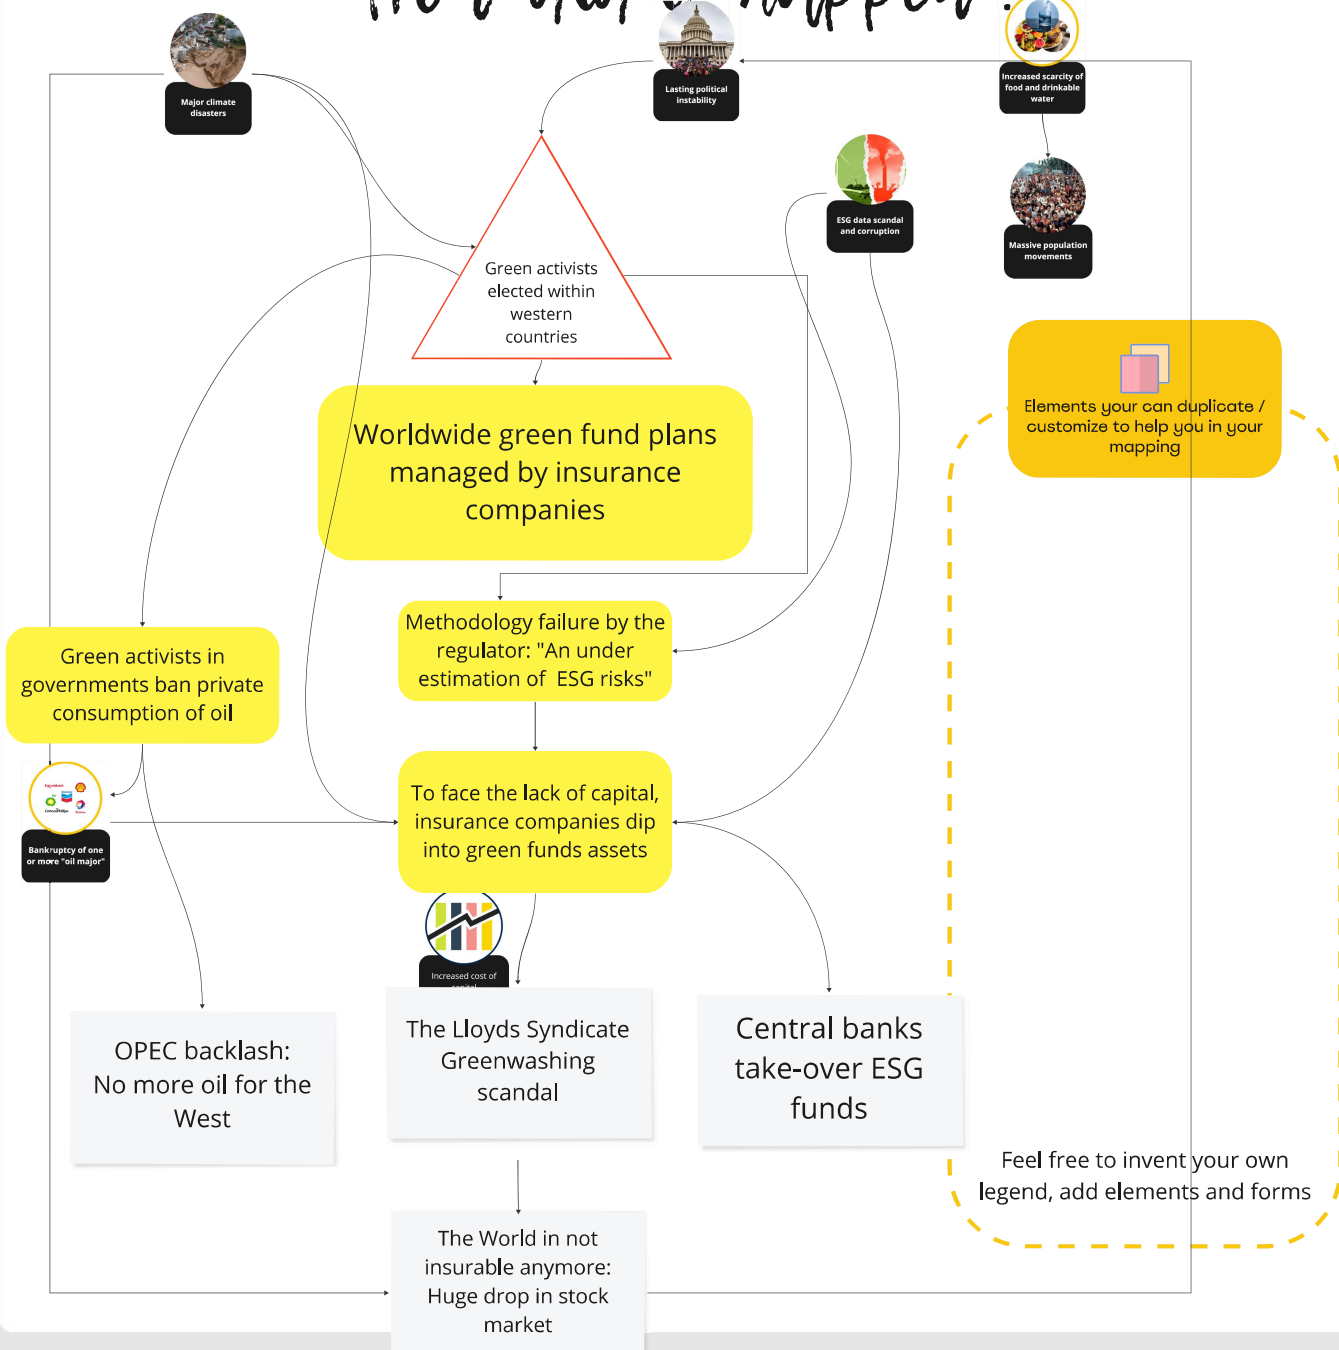 Major climate
disasters
Lasting political
instability
Increased scarcity of
food and drinkable
water
ESG data scandal
and corruption
Massive population
movements
Green activists
elected within
western
countries
Elements your can duplicate /
customize to help you in your
mapping
Worldwide green fund plans
managed by insurance
companies
Methodology failure by the
regulator: "An under
estimation of ESG risks"
Green activists in
governments ban private
consumption of oil
To face the lack of capital,
insurance companies dip
into green funds assets
Bankruptcy of one
or more "oil major"
Increased cost of
OPEC backlash:
No more oil for the
West
The Lloyds Syndicate
Greenwashing
scandal
Central banks
take-over ESG
funds
Feel free to invent your own
legend, add elements and forms
The World in not
insurable anymore:
Huge drop in stock
market